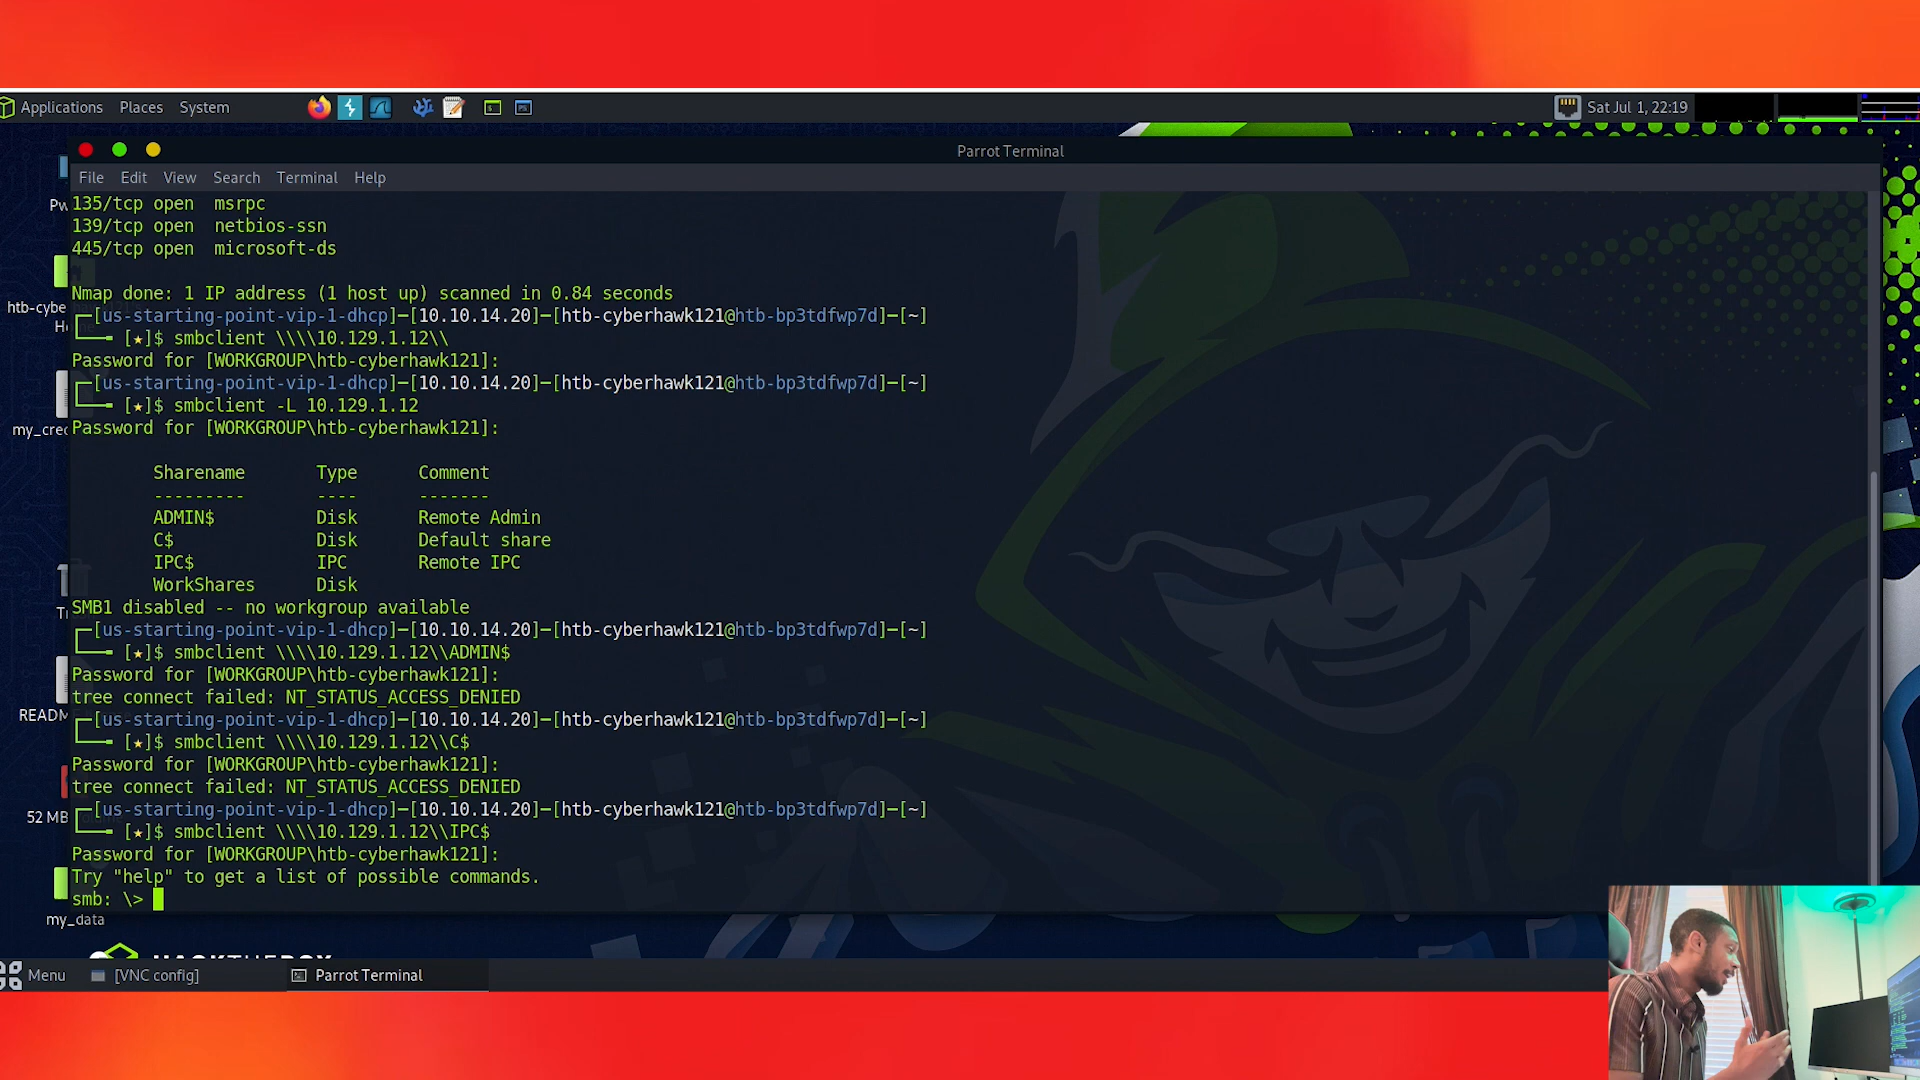 Applications Places System
Sat Jul 1, 22:19
Parrot Terminal
File Edit View Search Terminal Help
135/tcp open msrpc
139/tcp open netbios-ssn
445/tcp open microsoft-ds
Nmap done: 1 IP address (1 host up) scanned in 0.84 seconds
┌─[us-starting-point-vip-1-dhcp]─[10.10.14.20]─[htb-cyberhawk121@htb-bp3tdfwp7d]─[~]
└──╼ [★]$ smbclient \\\\10.129.1.12\\
Password for [WORKGROUP\htb-cyberhawk121]:
┌─[us-starting-point-vip-1-dhcp]─[10.10.14.20]─[htb-cyberhawk121@htb-bp3tdfwp7d]─[~]
└──╼ [★]$ smbclient -L 10.129.1.12
Password for [WORKGROUP\htb-cyberhawk121]:
Sharename Type Comment
--------- ---- -------
ADMIN$ Disk Remote Admin
C$ Disk Default share
IPC$ IPC Remote IPC
WorkShares Disk
SMB1 disabled -- no workgroup available
┌─[us-starting-point-vip-1-dhcp]─[10.10.14.20]─[htb-cyberhawk121@htb-bp3tdfwp7d]─[~]
└──╼ [★]$ smbclient \\\\10.129.1.12\\ADMIN$
Password for [WORKGROUP\htb-cyberhawk121]:
tree connect failed: NT_STATUS_ACCESS_DENIED
┌─[us-starting-point-vip-1-dhcp]─[10.10.14.20]─[htb-cyberhawk121@htb-bp3tdfwp7d]─[~]
└──╼ [★]$ smbclient \\\\10.129.1.12\\C$
Password for [WORKGROUP\htb-cyberhawk121]:
tree connect failed: NT_STATUS_ACCESS_DENIED
┌─[us-starting-point-vip-1-dhcp]─[10.10.14.20]─[htb-cyberhawk121@htb-bp3tdfwp7d]─[~]
└──╼ [★]$ smbclient \\\\10.129.1.12\\IPC$
Password for [WORKGROUP\htb-cyberhawk121]:
Try "help" to get a list of possible commands.
smb: \>
Pw
htb-cybe
H
my_cred
T
README
52 MB
my_data
HACKTHEBOX
Menu [VNC config] Parrot Terminal